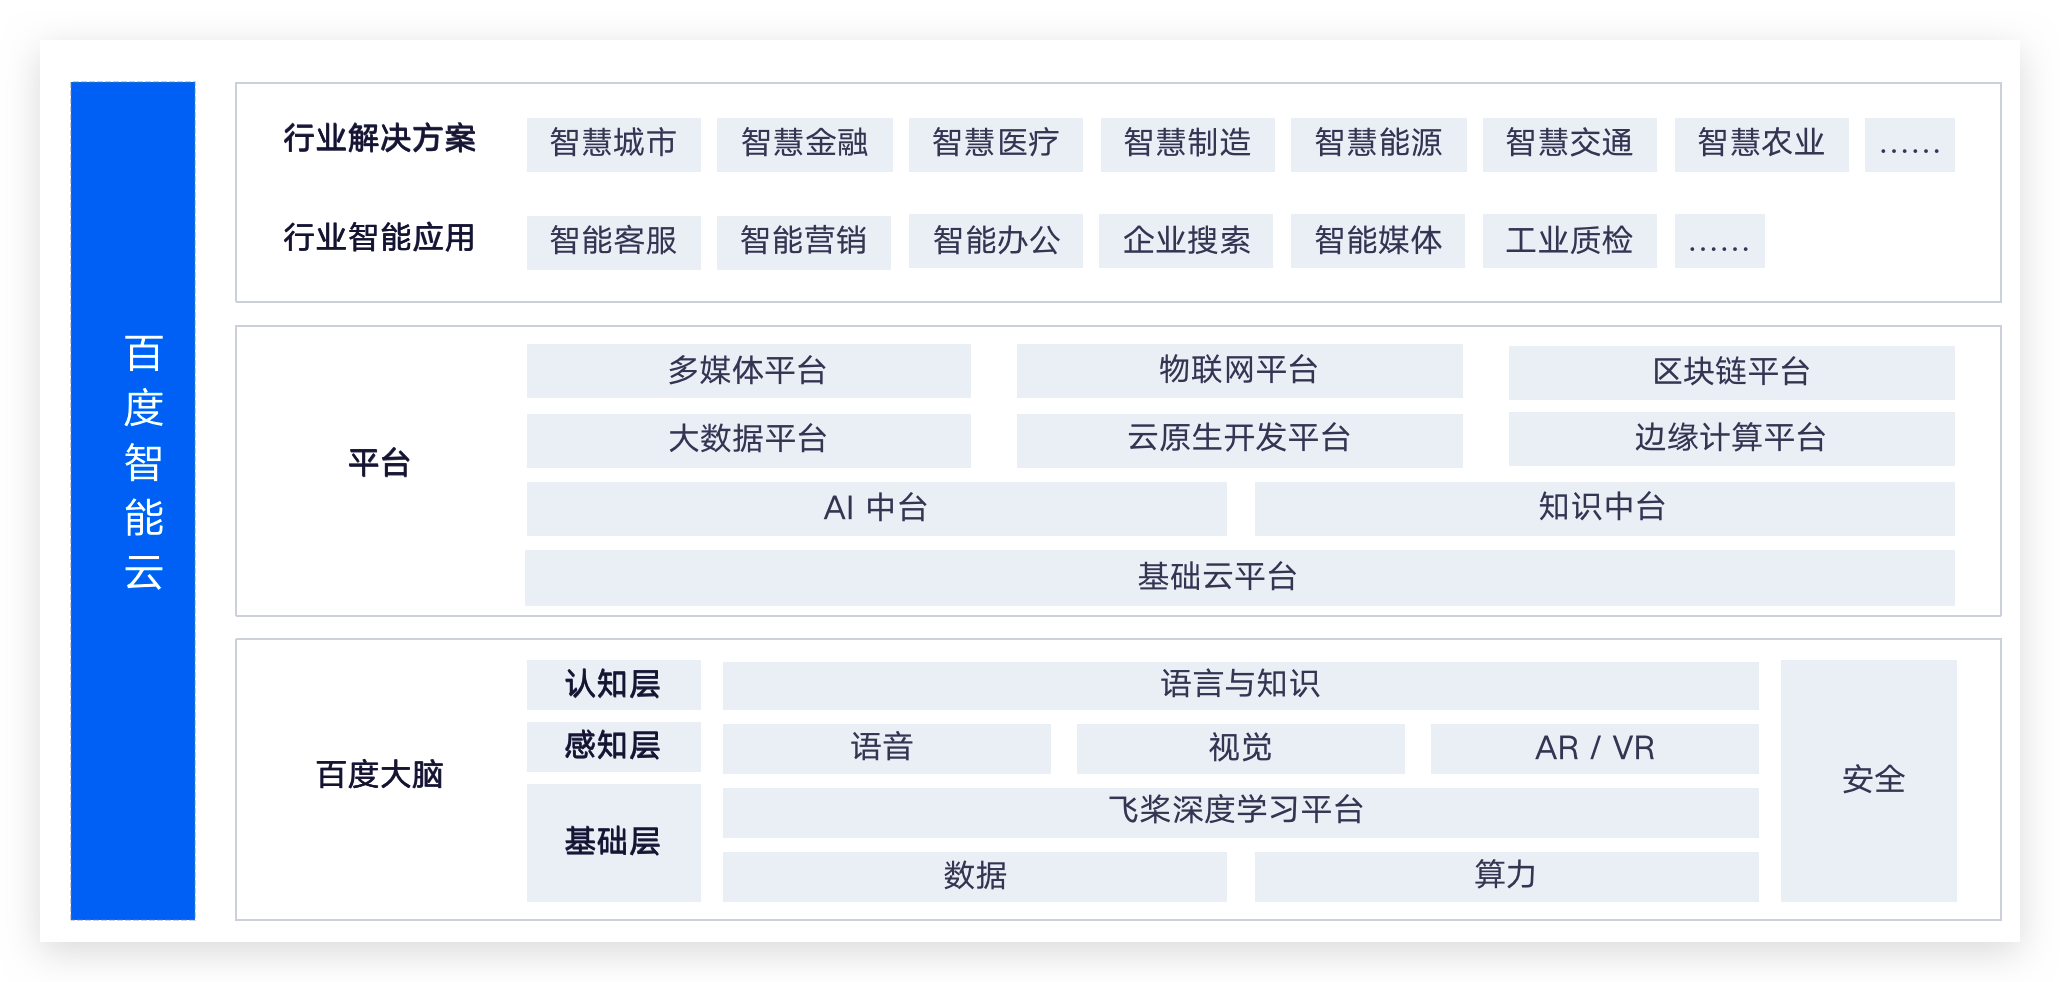 百度智能云
行业解决方案 智慧城市 智慧金融 智慧医疗 智慧制造 智慧能源 智慧交通 智慧农业 ……
行业智能应用 智能客服 智能营销 智能办公 企业搜索 智能媒体 工业质检 ……
平台
多媒体平台 物联网平台 区块链平台
大数据平台 云原生开发平台 边缘计算平台
AI 中台 知识中台
基础云平台
百度大脑
认知层 语言与知识
感知层 语音 视觉 AR / VR
基础层
飞桨深度学习平台
数据 算力
安全